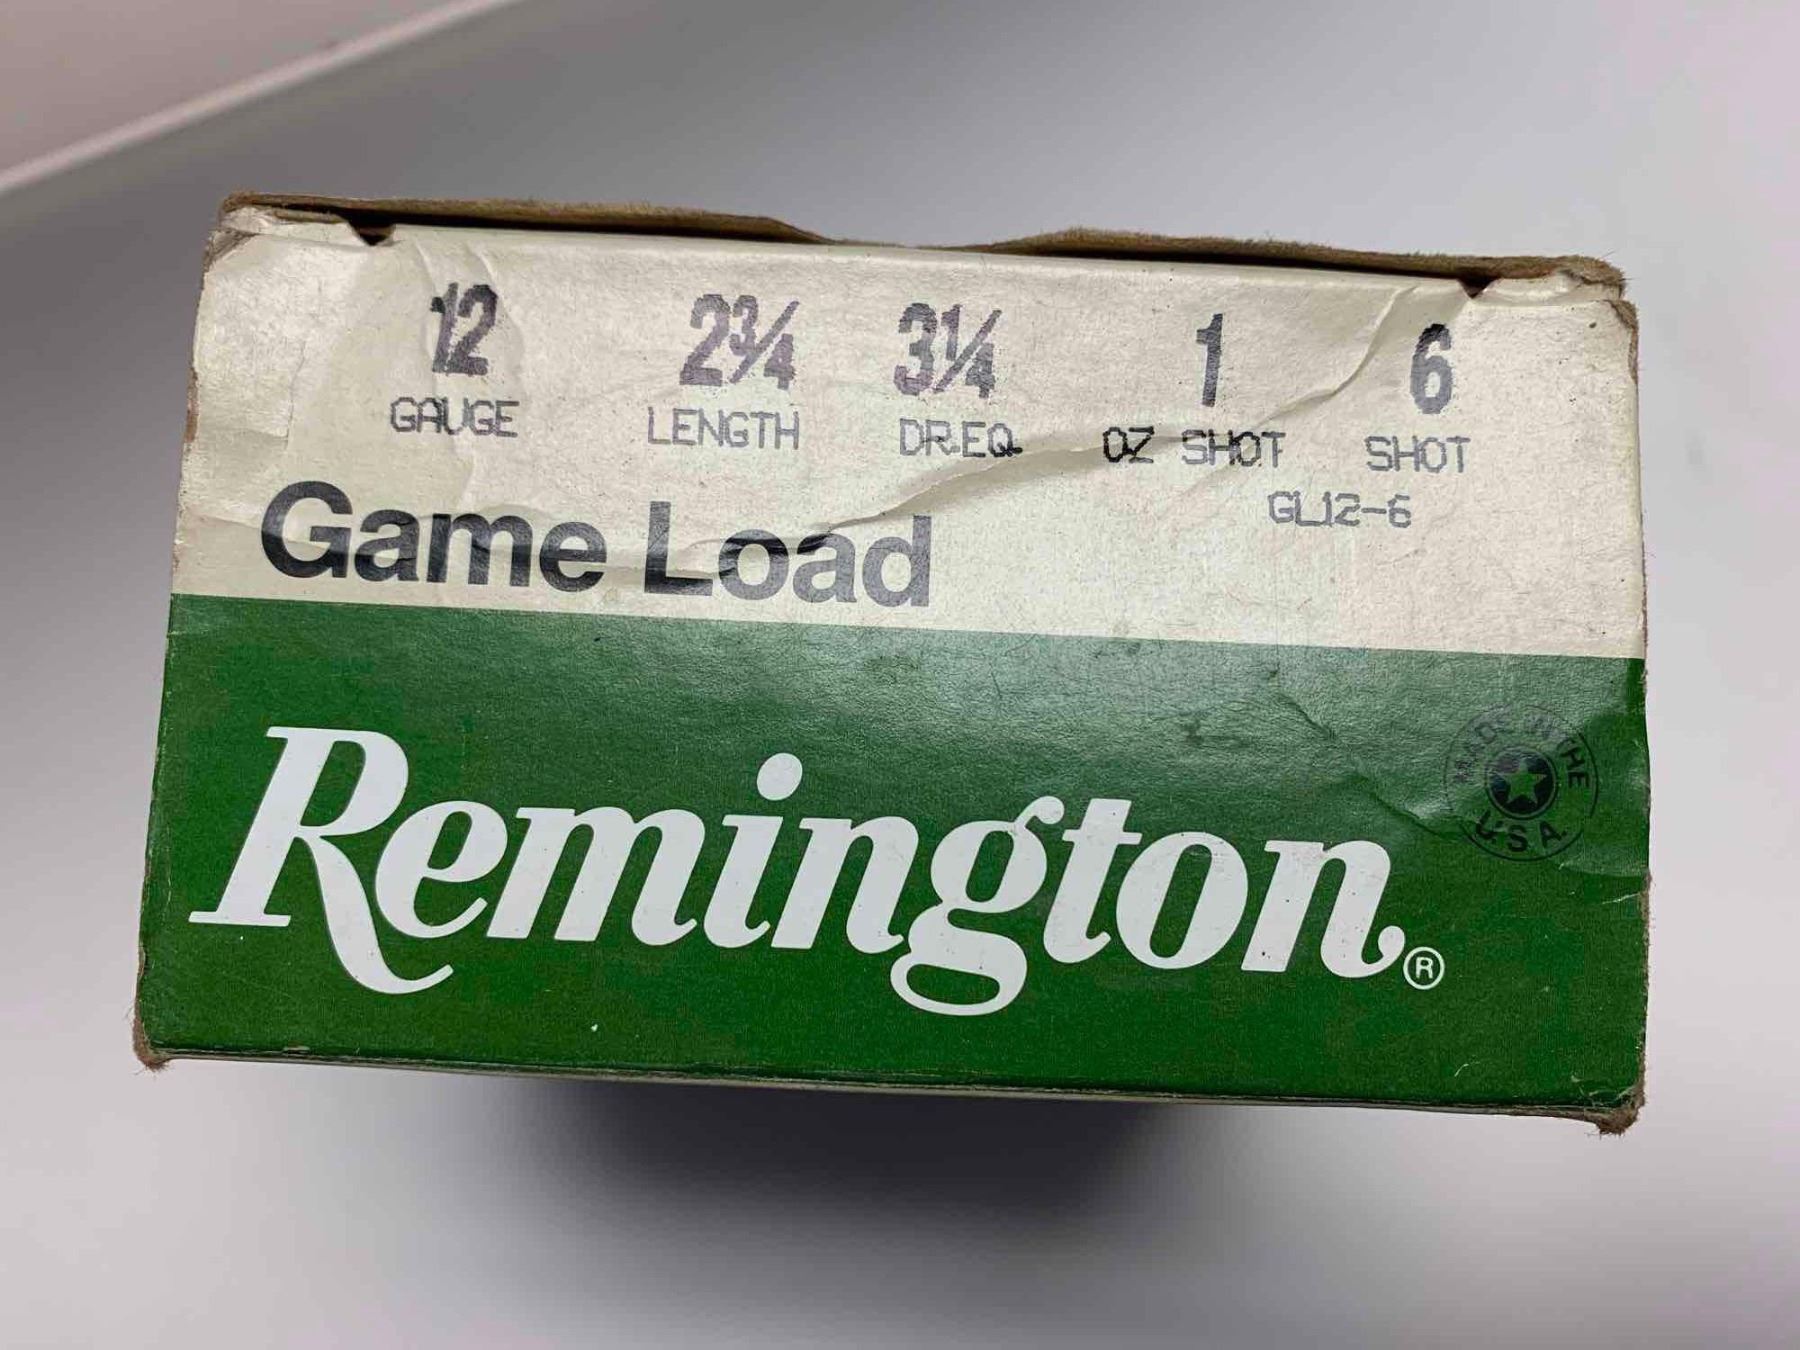 12 2¾ 3¼ 1 6
GAUGE LENGTH DR.EQ. OZ SHOT SHOT
GL12-6
Game Load
MADE IN THE
U.S.A.
Remington®